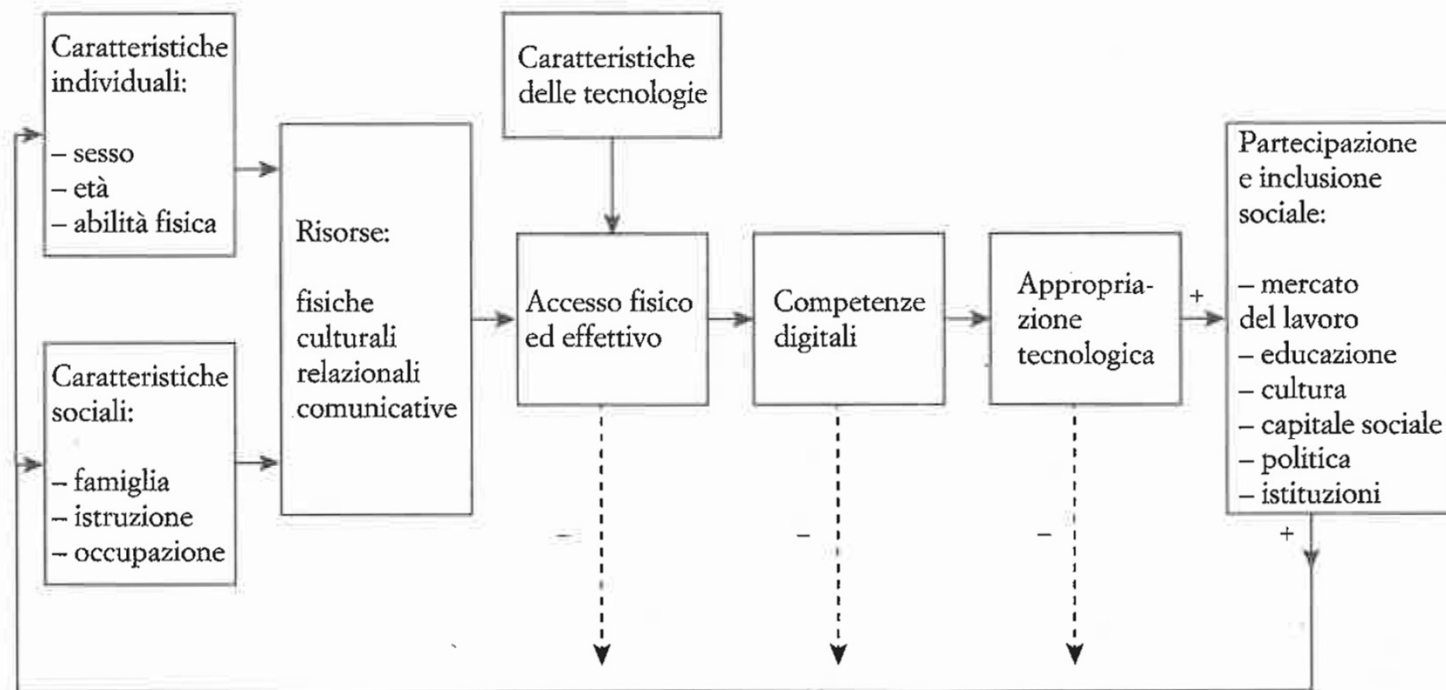 Caratteristiche
individuali:
– sesso
– età
– abilità fisica
Caratteristiche
sociali:
– famiglia
– istruzione
– occupazione
Risorse:
fisiche
culturali
relazionali
comunicative
Caratteristiche
delle tecnologie
Accesso fisico
ed effettivo
–
Competenze
digitali
–
Appropria-
zione
tecnologica
–
+
Partecipazione
e inclusione
sociale:
– mercato
del lavoro
– educazione
– cultura
– capitale sociale
– politica
– istituzioni
+